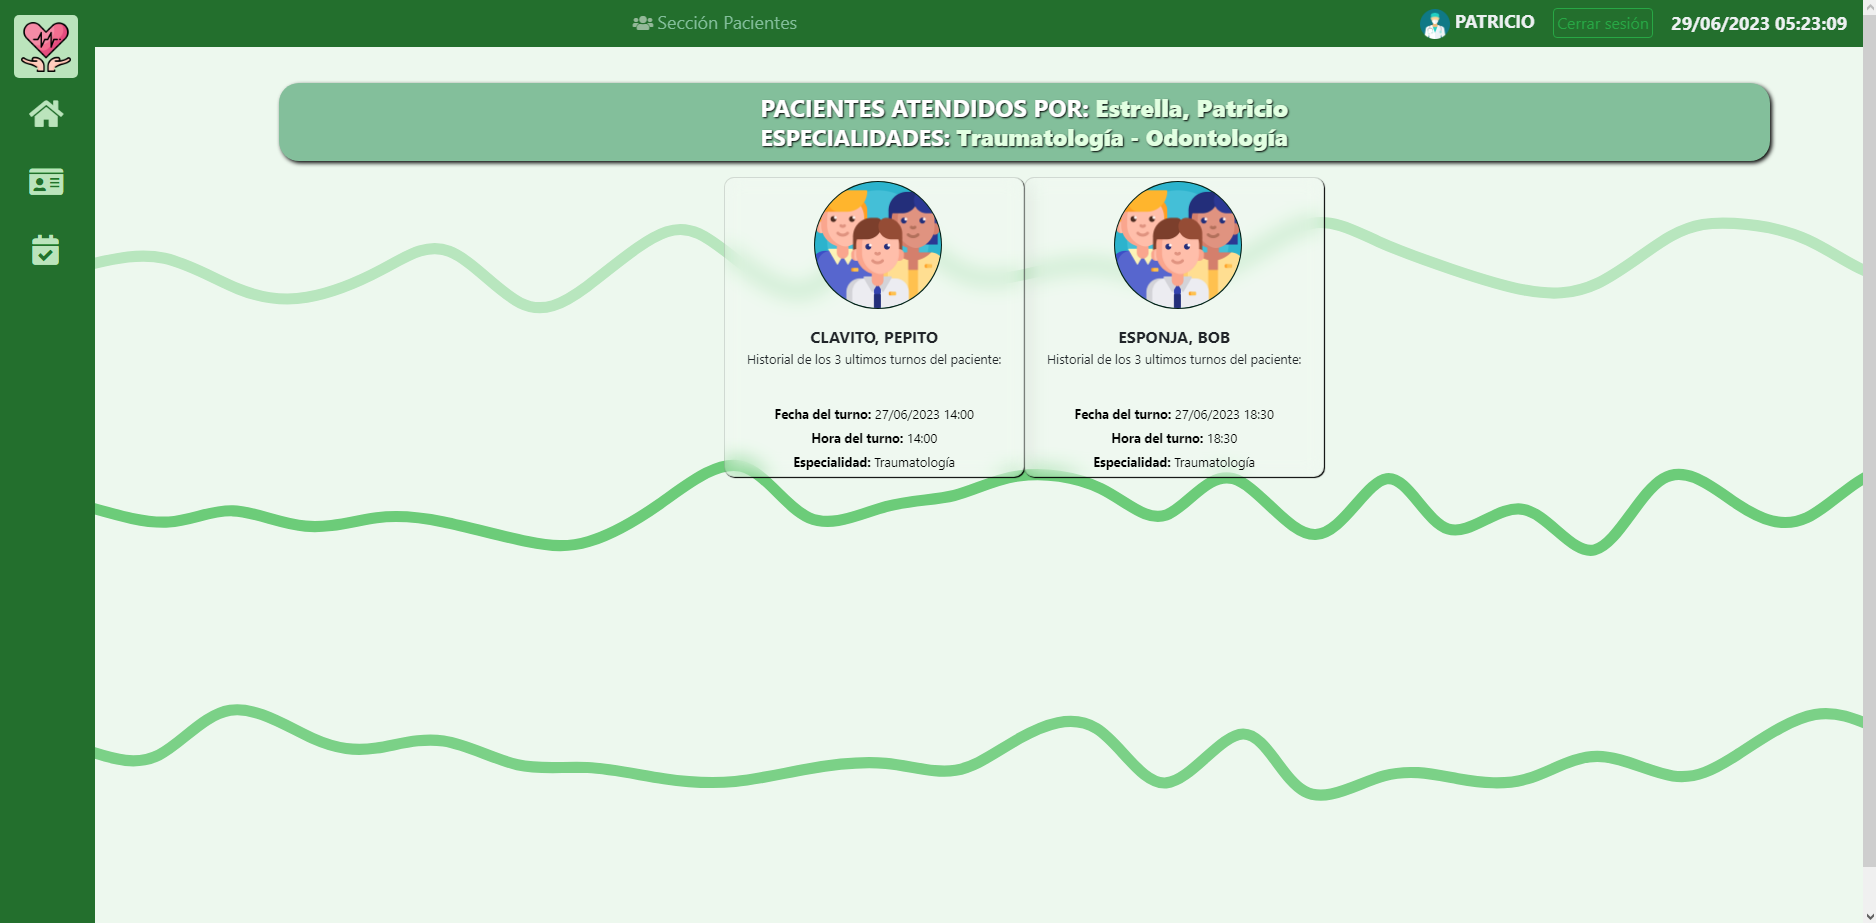 Sección Pacientes
PATRICIO
Cerrar sesión
29/06/2023 05:23:09
PACIENTES ATENDIDOS POR: Estrella, Patricio
ESPECIALIDADES: Traumatología - Odontología
CLAVITO, PEPITO
Historial de los 3 ultimos turnos del paciente:
Fecha del turno: 27/06/2023 14:00
Hora del turno: 14:00
Especialidad: Traumatología
ESPONJA, BOB
Historial de los 3 ultimos turnos del paciente:
Fecha del turno: 27/06/2023 18:30
Hora del turno: 18:30
Especialidad: Traumatología